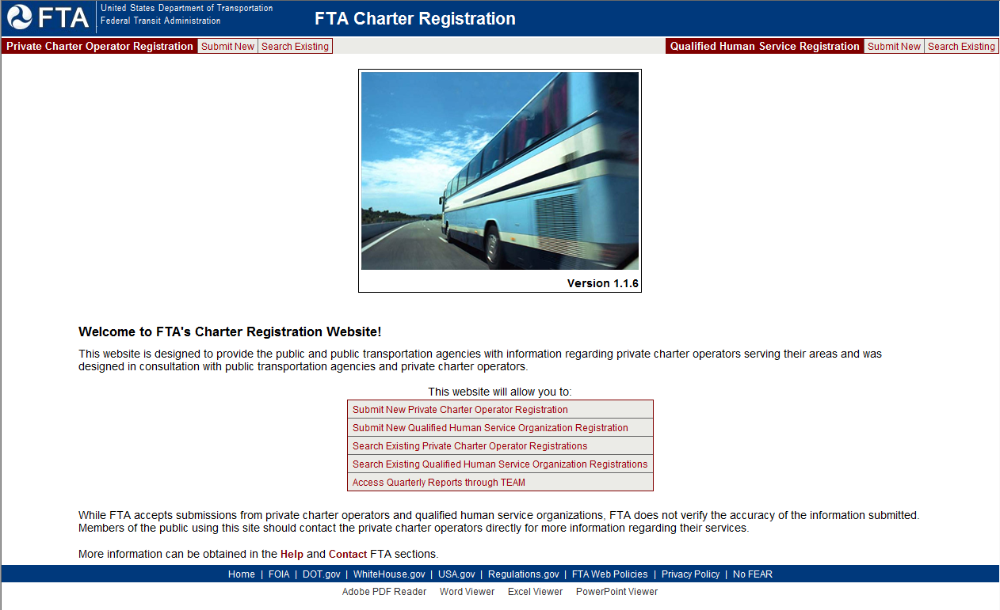 FTA
United States Department of Transportation
Federal Transit Administration
FTA Charter Registration
Private Charter Operator Registration Submit New Search Existing
Qualified Human Service Registration Submit New Search Existing
Version 1.1.6
Welcome to FTA's Charter Registration Website!
This website is designed to provide the public and public transportation agencies with information regarding private charter operators serving their areas and was
designed in consultation with public transportation agencies and private charter operators.
This website will allow you to:
Submit New Private Charter Operator Registration
Submit New Qualified Human Service Organization Registration
Search Existing Private Charter Operator Registrations
Search Existing Qualified Human Service Organization Registrations
Access Quarterly Reports through TEAM
While FTA accepts submissions from private charter operators and qualified human service organizations, FTA does not verify the accuracy of the information submitted.
Members of the public using this site should contact the private charter operators directly for more information regarding their services.
More information can be obtained in the Help and Contact FTA sections.
Home | FOIA | DOT.gov | WhiteHouse.gov | USA.gov | Regulations.gov | FTA Web Policies | Privacy Policy | No FEAR
Adobe PDF Reader Word Viewer Excel Viewer PowerPoint Viewer